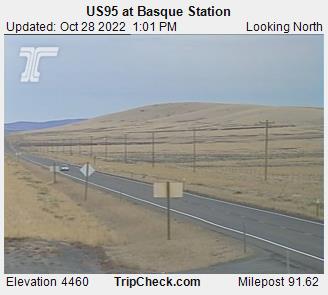 US95 at Basque Station
Updated: Oct 28 2022 1:01 PM Looking North
Elevation 4460 TripCheck.com Milepost 91.62